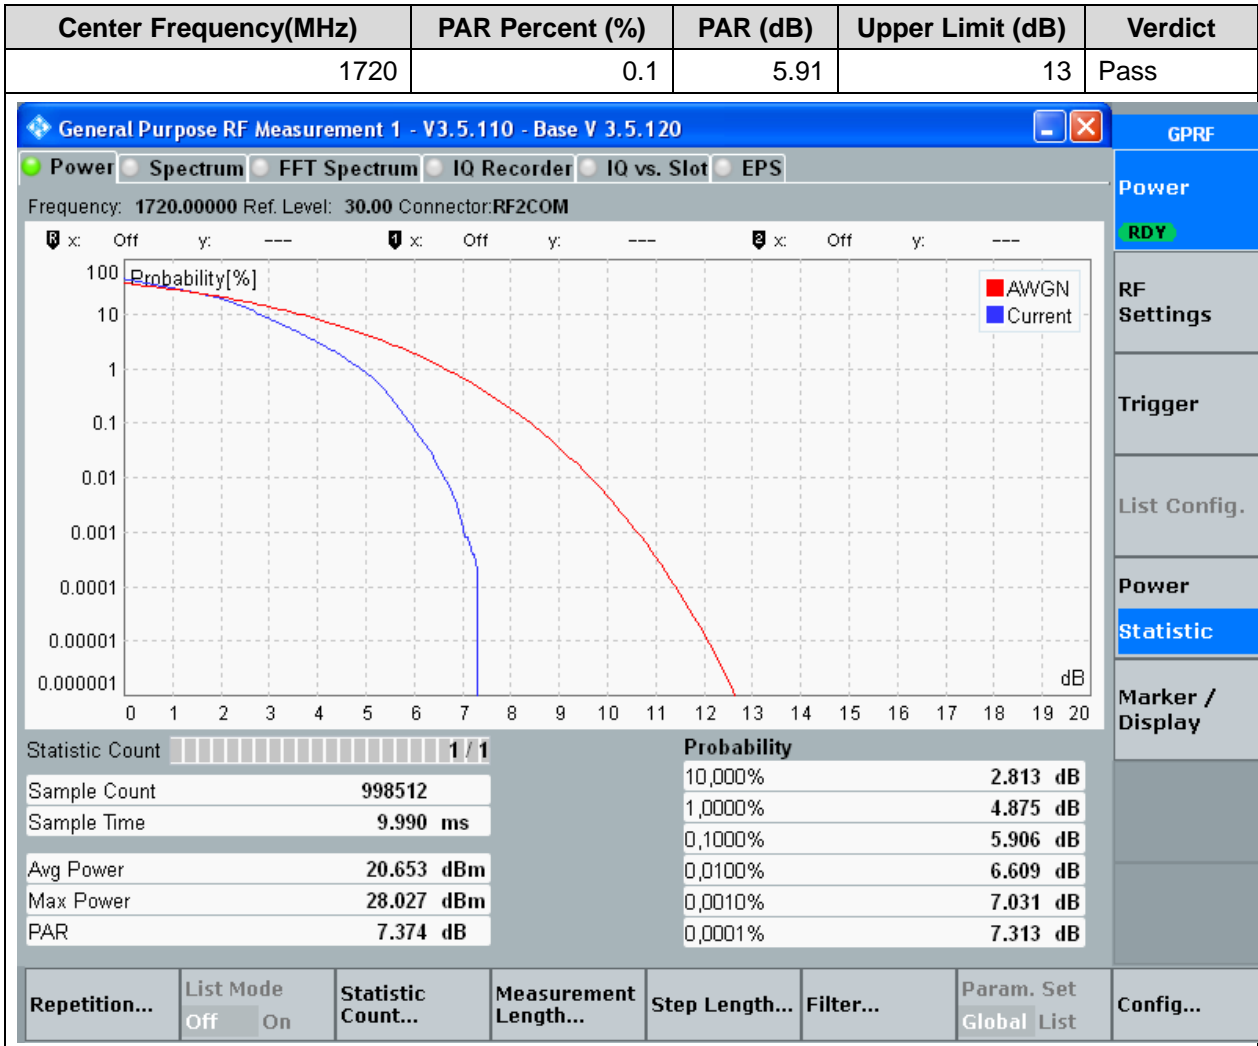 Center Frequency(MHz) PAR Percent (%) PAR (dB) Upper Limit (dB) Verdict
1720 0.1 5.91 13 Pass
General Purpose RF Measurement 1 - V3.5.110 - Base V 3.5.120
GPRF
Power Spectrum FFT Spectrum IQ Recorder IQ vs. Slot EPS
Frequency: 1720.00000 Ref. Level: 30.00 Connector:RF2COM
R x: Off y: --- 1 x: Off y: --- 2 x: Off y: ---
Probability[%]
100
10
1
0.1
0.01
0.001
0.0001
0.00001
0.000001
AWGN
Current
dB
0 1 2 3 4 5 6 7 8 9 10 11 12 13 14 15 16 17 18 19 20
Statistic Count 1 / 1
Sample Count 998512
Sample Time 9.990 ms
Avg Power 20.653 dBm
Max Power 28.027 dBm
PAR 7.374 dB
Probability
10,000% 2.813 dB
1,0000% 4.875 dB
0,1000% 5.906 dB
0,0100% 6.609 dB
0,0010% 7.031 dB
0,0001% 7.313 dB
Power
RDY
RF
Settings
Trigger
List Config.
Power
Statistic
Marker /
Display
Repetition...
List Mode
Off On
Statistic
Count...
Measurement
Length...
Step Length...
Filter...
Param. Set
Global List
Config...